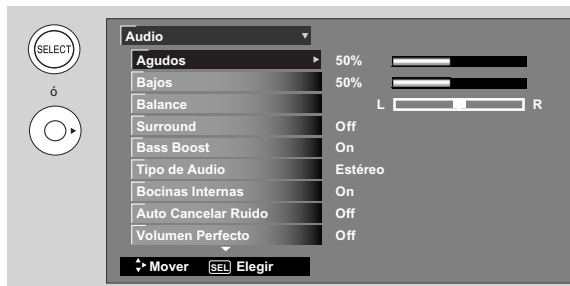 SELECT
ó
Audio
Agudos 50%
Bajos 50%
Balance L R
Surround Off
Bass Boost On
Tipo de Audio Estéreo
Bocinas Internas On
Auto Cancelar Ruido Off
Volumen Perfecto Off
Mover SEL Elegir